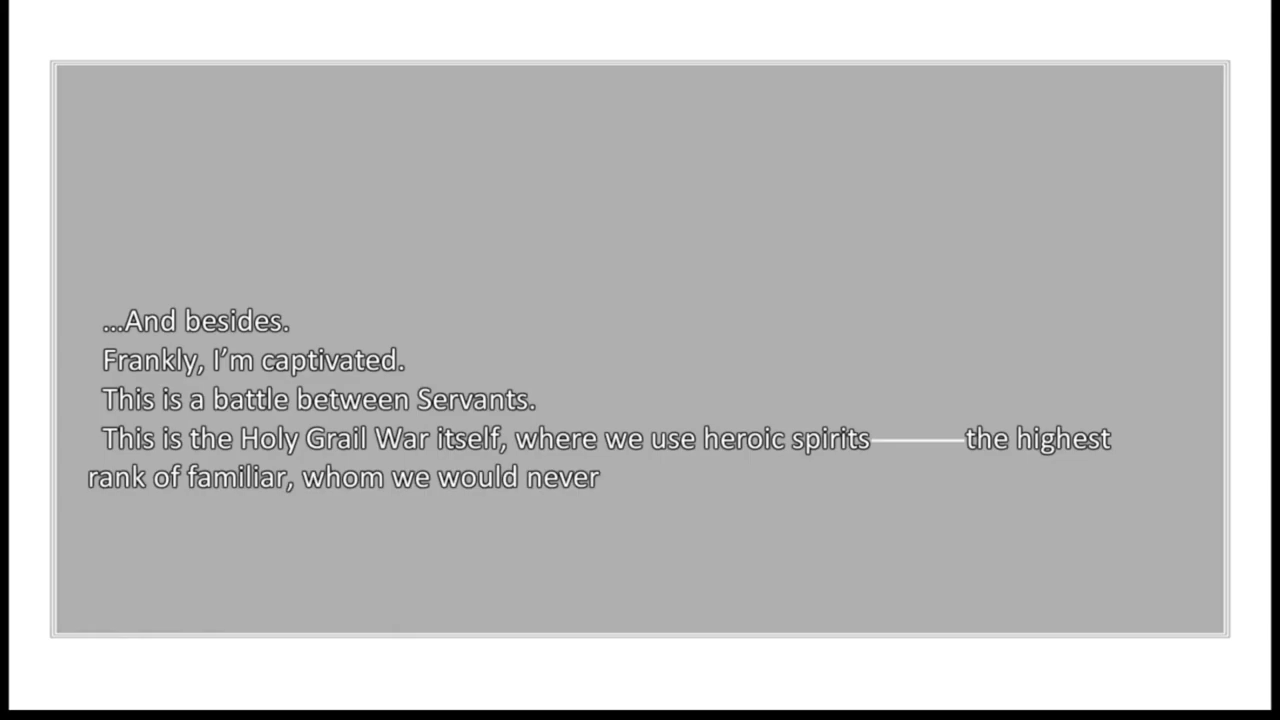 ...And besides.
Frankly, I'm captivated.
This is a battle between Servants.
This is the Holy Grail War itself, where we use heroic spirits———the highest
rank of familiar, whom we would never